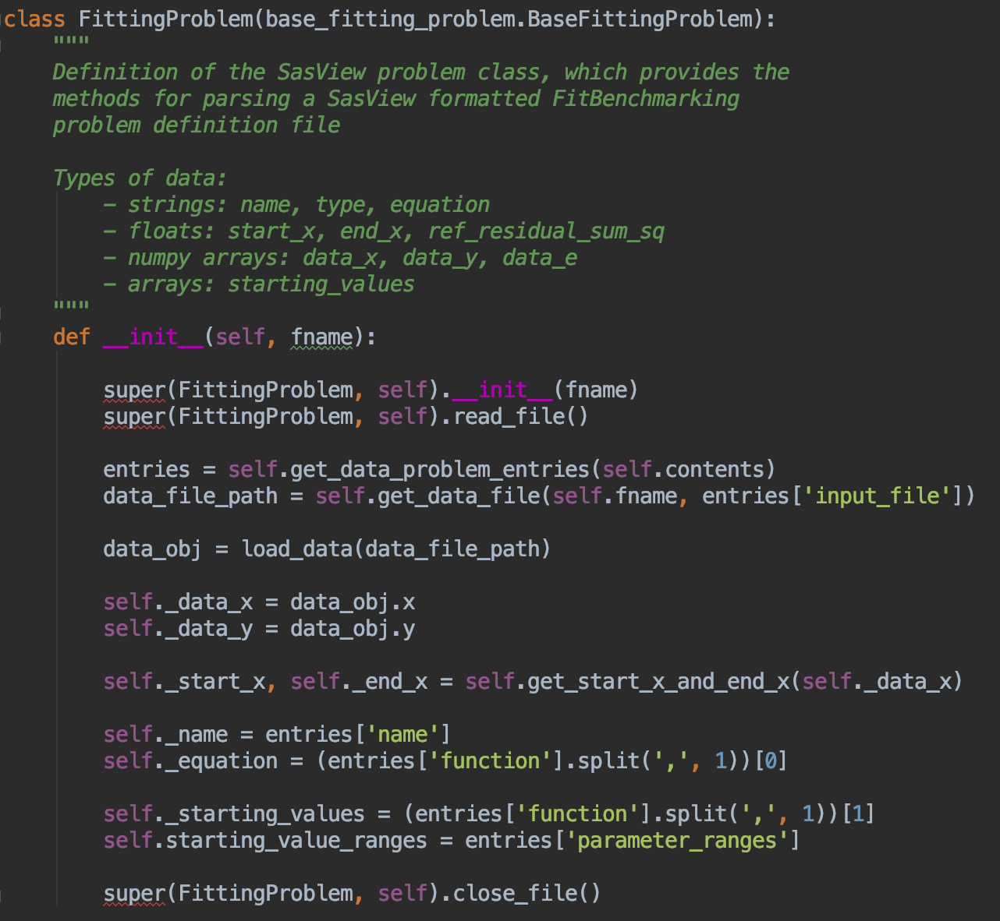 class FittingProblem(base_fitting_problem.BaseFittingProblem):
    """
    Definition of the SasView problem class, which provides the
    methods for parsing a SasView formatted FitBenchmarking
    problem definition file

    Types of data:
        - strings: name, type, equation
        - floats: start_x, end_x, ref_residual_sum_sq
        - numpy arrays: data_x, data_y, data_e
        - arrays: starting_values
    """
    def __init__(self, fname):

        super(FittingProblem, self).__init__(fname)
        super(FittingProblem, self).read_file()

        entries = self.get_data_problem_entries(self.contents)
        data_file_path = self.get_data_file(self.fname, entries['input_file'])

        data_obj = load_data(data_file_path)

        self._data_x = data_obj.x
        self._data_y = data_obj.y

        self._start_x, self._end_x = self.get_start_x_and_end_x(self._data_x)

        self._name = entries['name']
        self._equation = (entries['function'].split(',', 1))[0]

        self._starting_values = (entries['function'].split(',', 1))[1]
        self.starting_value_ranges = entries['parameter_ranges']

        super(FittingProblem, self).close_file()